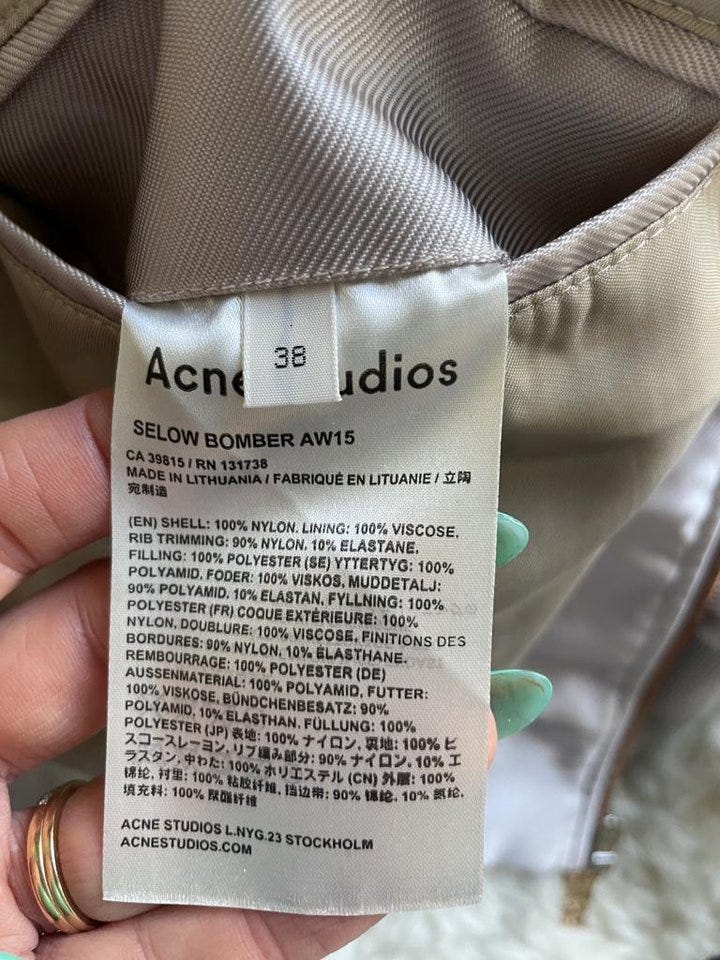 38
Acne Studios
SELOW BOMBER AW15
CA 39815 / RN 131738
MADE IN LITHUANIA / FABRIQUÉ EN LITUANIE / 立陶
宛制造
(EN) SHELL: 100% NYLON. LINING: 100% VISCOSE,
RIB TRIMMING: 90% NYLON, 10% ELASTANE,
FILLING: 100% POLYESTER (SE) YTTERTYG: 100%
POLYAMID, FODER: 100% VISKOS, MUDDETALJ:
90% POLYAMID, 10% ELASTAN, FYLLNING: 100%
POLYESTER (FR) COQUE EXTÉRIEURE: 100%
NYLON, DOUBLURE: 100% VISCOSE, FINITIONS DES
BORDURES: 90% NYLON, 10% ÉLASTHANE,
REMBOURRAGE: 100% POLYESTER (DE)
AUSSENMATERIAL: 100% POLYAMID, FUTTER:
100% VISKOSE, BÜNDCHENBESATZ: 90%
POLYAMID, 10% ELASTHAN, FÜLLUNG: 100%
POLYESTER (JP) 表地: 100% ナイロン, 裏地: 100% ビ
スコースレーヨン, リブ編み部分: 90% ナイロン, 10% エ
ラスタン, 中わた: 100% ホリエステル (CN) 外層: 100%
锦纶, 衬里: 100% 粘胶纤维, 挡边带: 90% 锦纶, 10% 氨纶,
填充料: 100% 聚酯纤维
ACNE STUDIOS L.NYG.23 STOCKHOLM
ACNESTUDIOS.COM